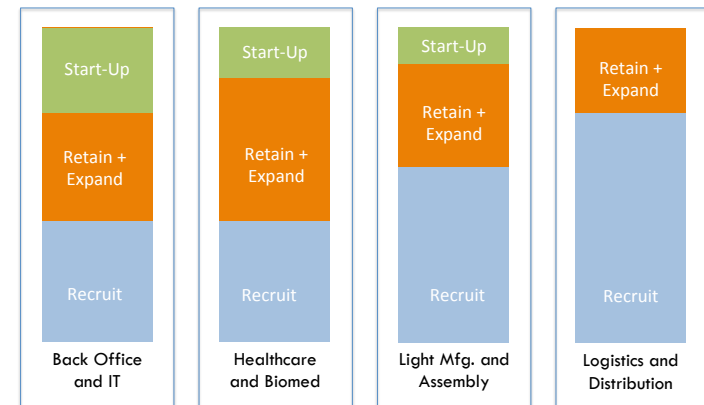 Start-Up
Retain +
Expand
Recruit
Back Office
and IT
Start-Up
Retain +
Expand
Recruit
Healthcare
and Biomed
Start-Up
Retain +
Expand
Recruit
Light Mfg. and
Assembly
Retain +
Expand
Recruit
Logistics and
Distribution